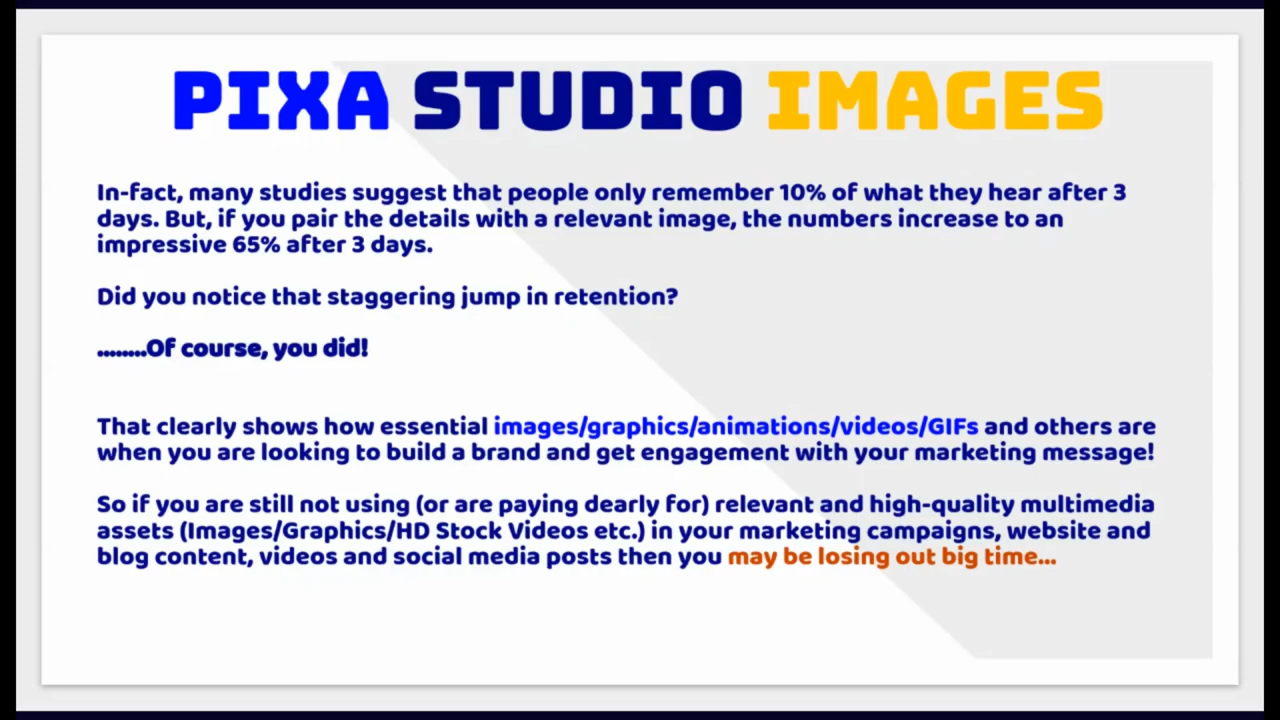 PIXA STUDIO IMAGES
In-fact, many studies suggest that people only remember 10% of what they hear after 3
days. But, if you pair the details with a relevant image, the numbers increase to an
impressive 65% after 3 days.
Did you notice that staggering jump in retention?
........Of course, you did!
That clearly shows how essential images/graphics/animations/videos/GIFs and others are
when you are looking to build a brand and get engagement with your marketing message!
So if you are still not using (or are paying dearly for) relevant and high-quality multimedia
assets (Images/Graphics/HD Stock Videos etc.) in your marketing campaigns, website and
blog content, videos and social media posts then you may be losing out big time...